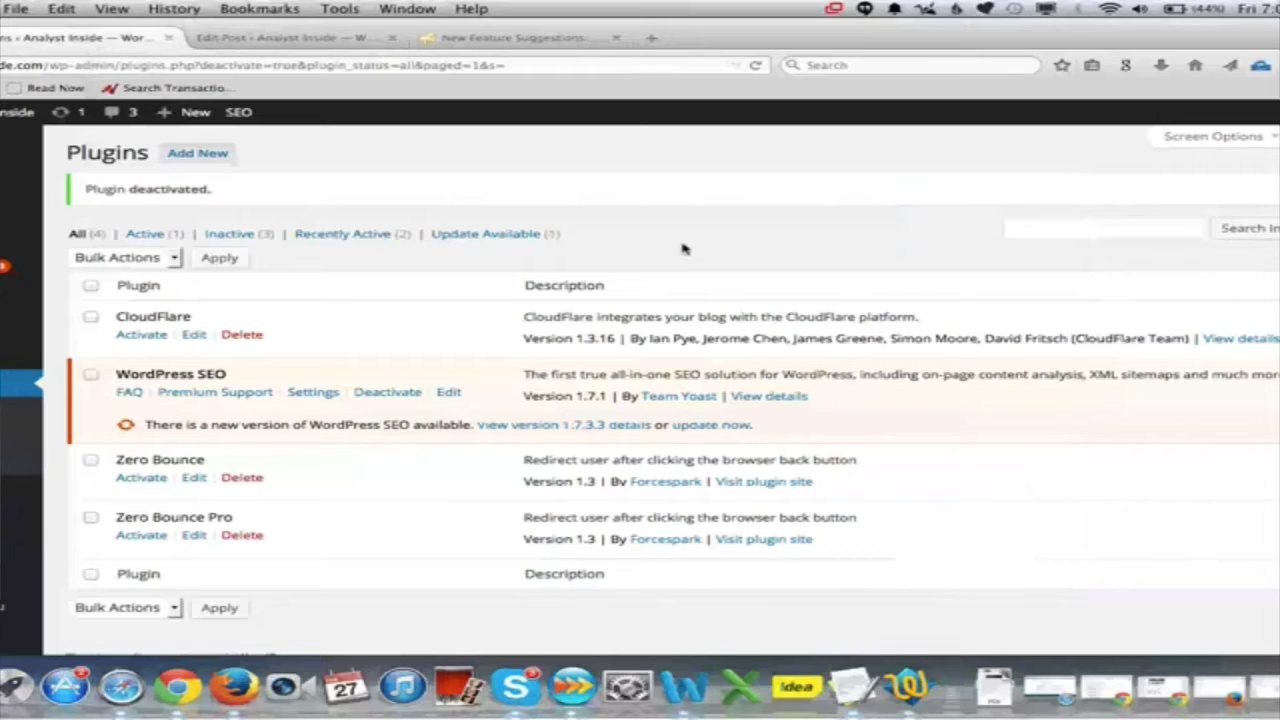 File Edit View History Bookmarks Tools Window Help 44% Fri 7:0
ns ‹ Analyst Inside — Wor... Edit Post ‹ Analyst Inside — W... New Feature Suggestions...
de.com/wp-admin/plugins.php?deactivate=true&plugin_status=all&paged=1&s= Search
Read Now Search Transactio...
nside 1 3 New SEO
Screen Options
Plugins Add New
Plugin deactivated.
All (4) | Active (1) | Inactive (3) | Recently Active (2) | Update Available (1)
Search In
Bulk Actions Apply
Plugin Description
CloudFlare CloudFlare integrates your blog with the CloudFlare platform.
Activate | Edit | Delete Version 1.3.16 | By Ian Pye, Jerome Chen, James Greene, Simon Moore, David Fritsch (CloudFlare Team) | View details
WordPress SEO The first true all-in-one SEO solution for WordPress, including on-page content analysis, XML sitemaps and much mor
FAQ | Premium Support | Settings | Deactivate | Edit Version 1.7.1 | By Team Yoast | View details
There is a new version of WordPress SEO available. View version 1.7.3.3 details or update now.
Zero Bounce Redirect user after clicking the browser back button
Activate | Edit | Delete Version 1.3 | By Forcespark | Visit plugin site
Zero Bounce Pro Redirect user after clicking the browser back button
Activate | Edit | Delete Version 1.3 | By Forcespark | Visit plugin site
Plugin Description
Bulk Actions Apply
27 Idea